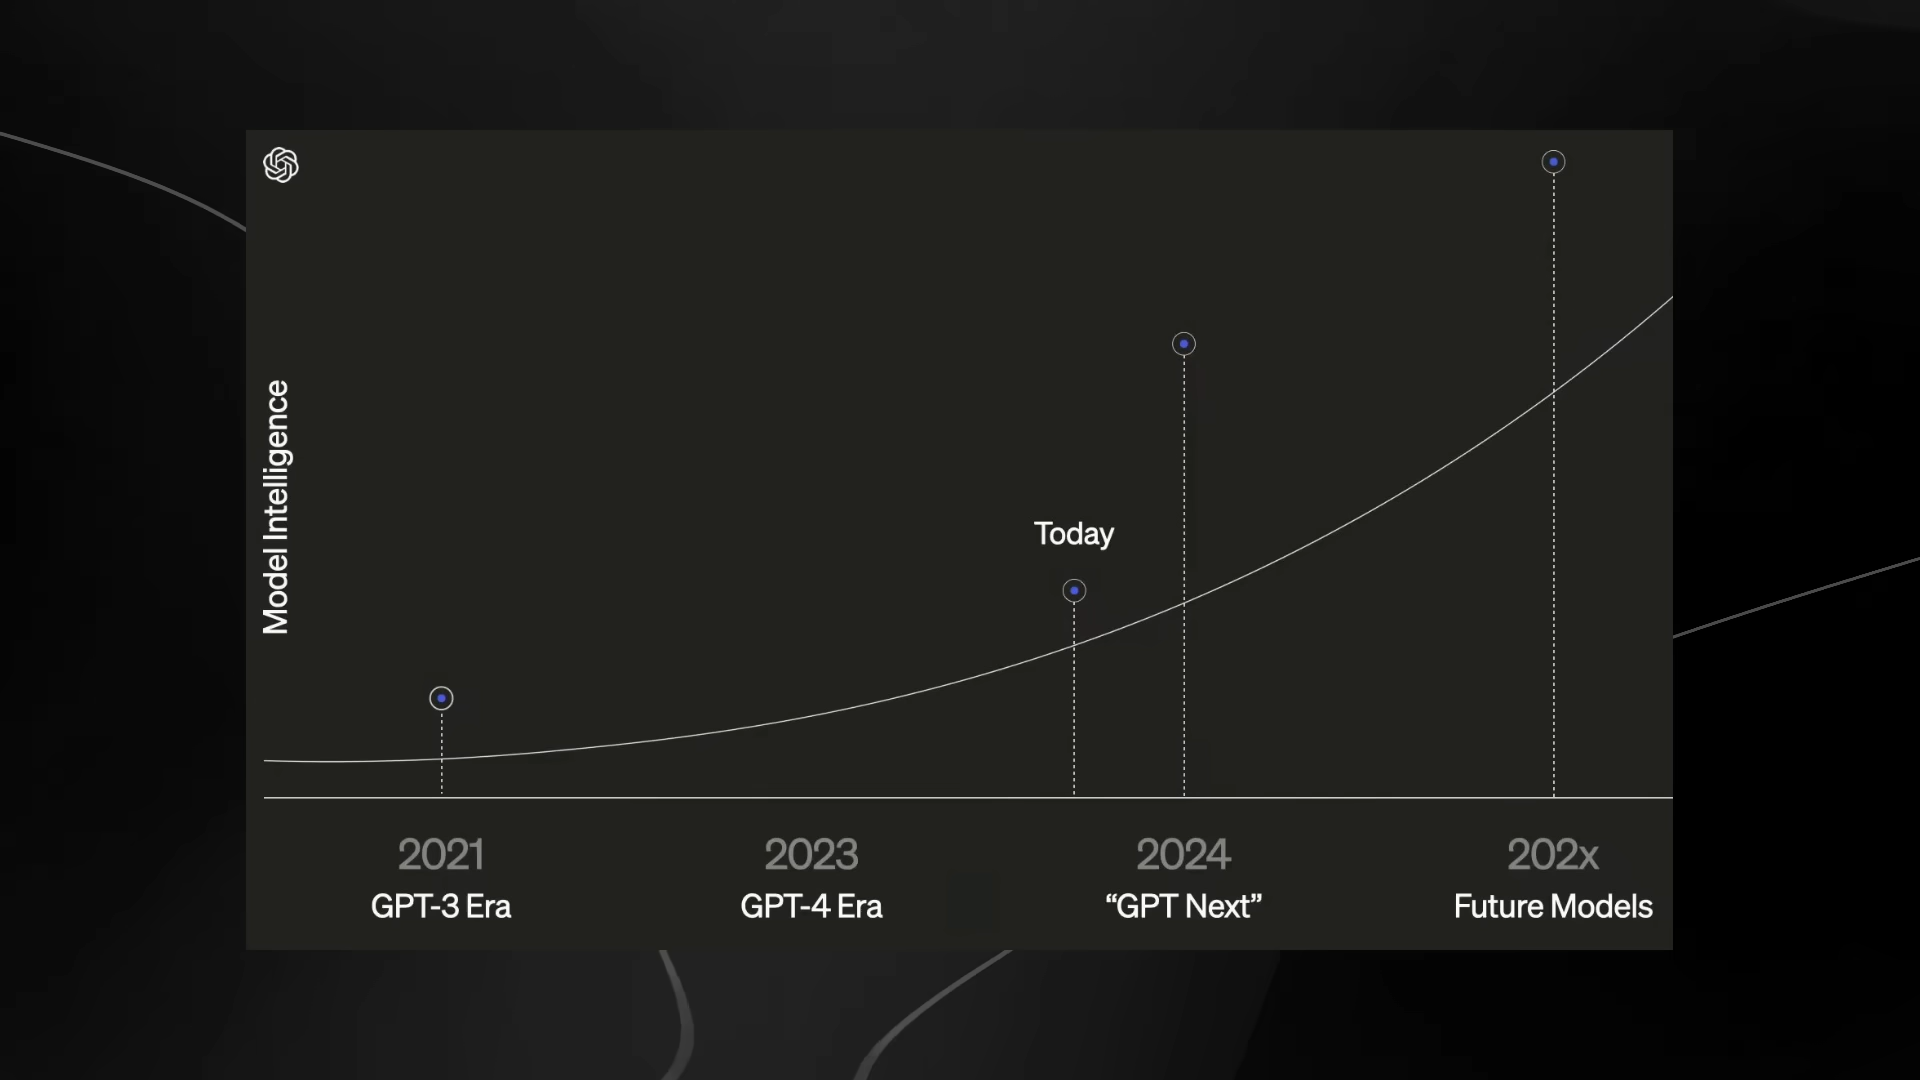 Model Intelligence
Today
2021
GPT-3 Era
2023
GPT-4 Era
2024
“GPT Next”
202x
Future Models